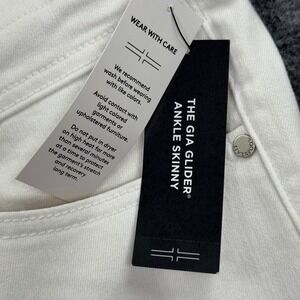 WEAR WITH CARE
We recommend
wash before wearing
with like colors.
Avoid contact with
light colored
garments or
upholstered furniture.
Do not put in dryer
on high heat for more
than several minutes
at a time to protect
the garment's stretch
and recovery
long term.
THE GIA GLIDER®
ANKLE SKINNY